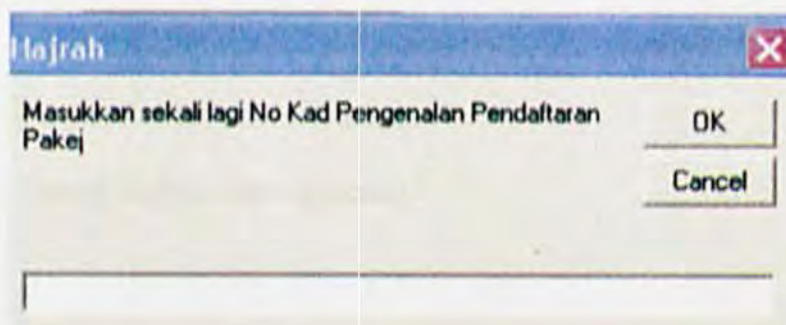 Hajrah
Masukkan sekali lagi No Kad Pengenalan Pendaftaran
Pakej
OK
Cancel